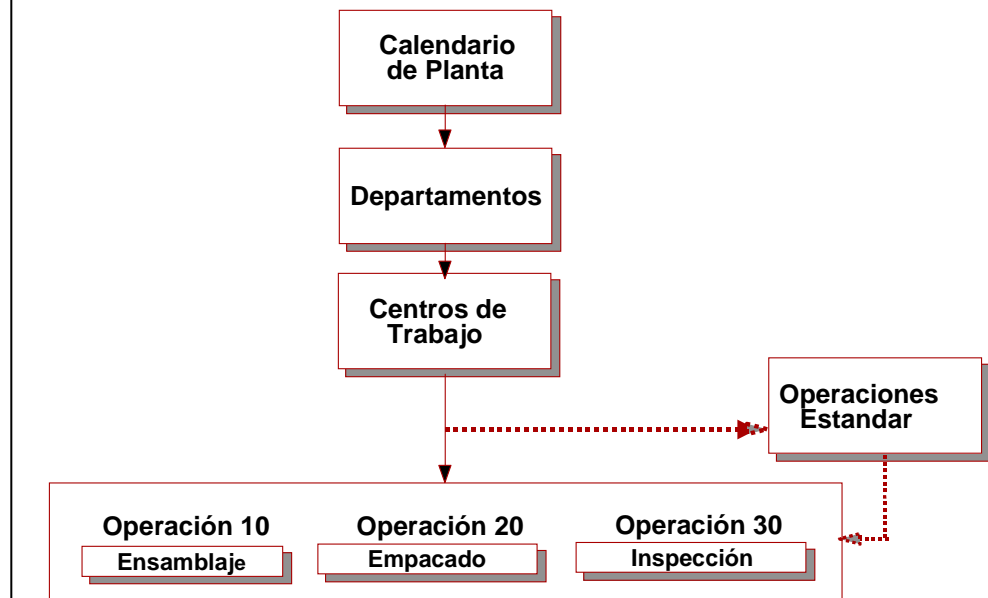 Calendario
de Planta
Departamentos
Centros de
Trabajo
Operaciones
Estandar
Operación 10
Operación 20
Operación 30
Ensamblaje
Empacado
Inspección